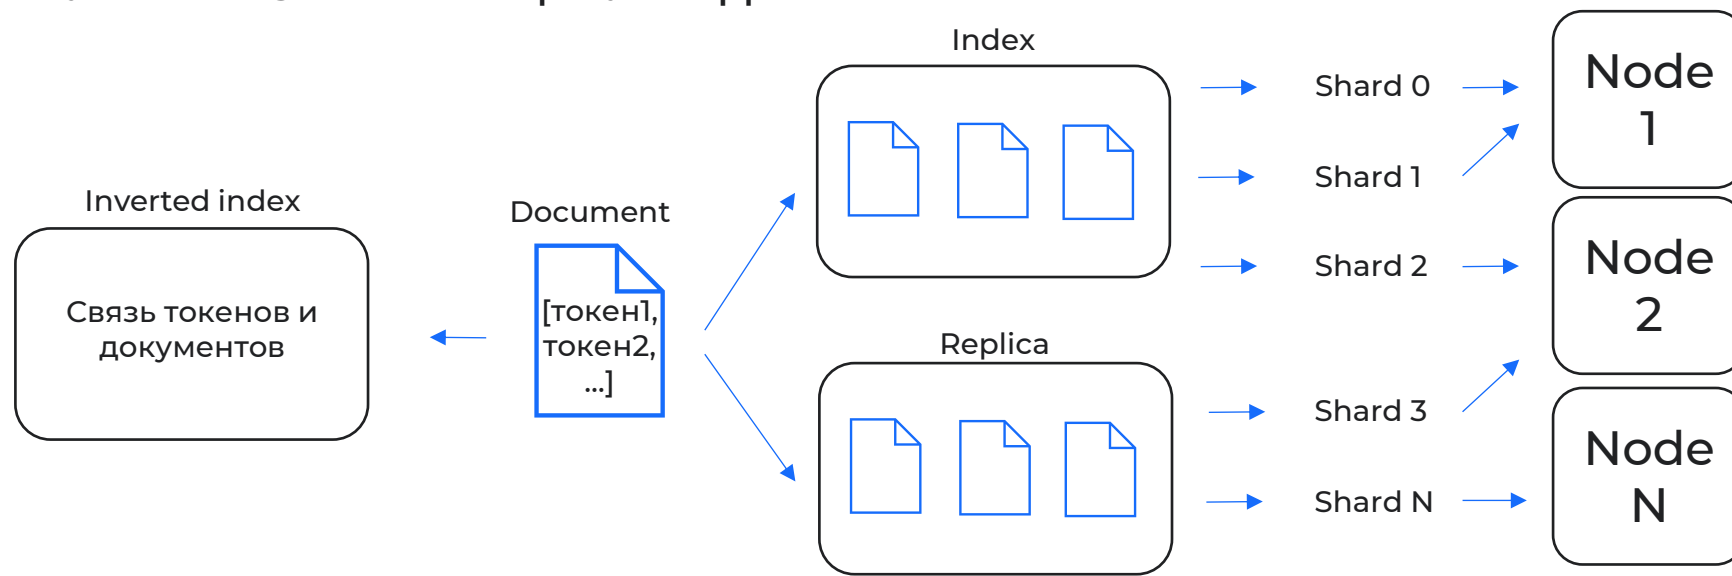 Inverted index
Связь токенов и
документов
Document
[токен1,
токен2,
...]
Index
Replica
Shard 0
Shard 1
Shard 2
Shard 3
Shard N
Node
1
Node
2
Node
N